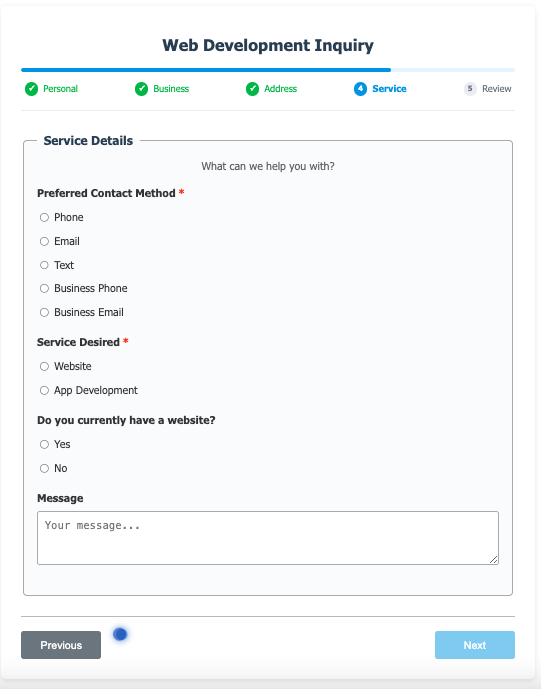 Web Development Inquiry
Personal
Business
Address
4 Service
5 Review
Service Details
What can we help you with?
Preferred Contact Method *
Phone
Email
Text
Business Phone
Business Email
Service Desired *
Website
App Development
Do you currently have a website?
Yes
No
Message
Your message...
Previous
Next